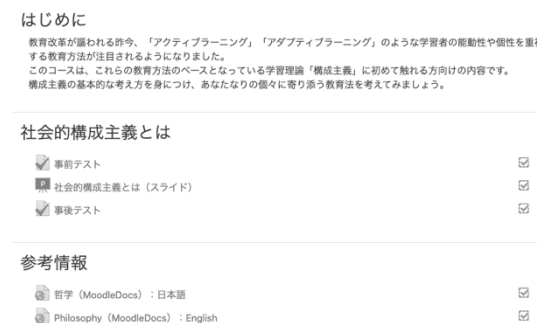 はじめに
教育改革が謳われる昨今、「アクティブラーニング」「アダプティブラーニング」のような学習者の能動性や個性を重
する教育方法が注目されるようになりました。
このコースは、これらの教育方法のベースとなっている学習理論「構成主義」に初めて触れる方向けの内容です。
構成主義の基本的な考え方を身につけ、あなたなりの個々に寄り添う教育法を考えてみましょう。
社会的構成主義とは
事前テスト
社会的構成主義とは（スライド）
事後テスト
参考情報
哲学（MoodleDocs）：日本語
Philosophy（MoodleDocs）：English